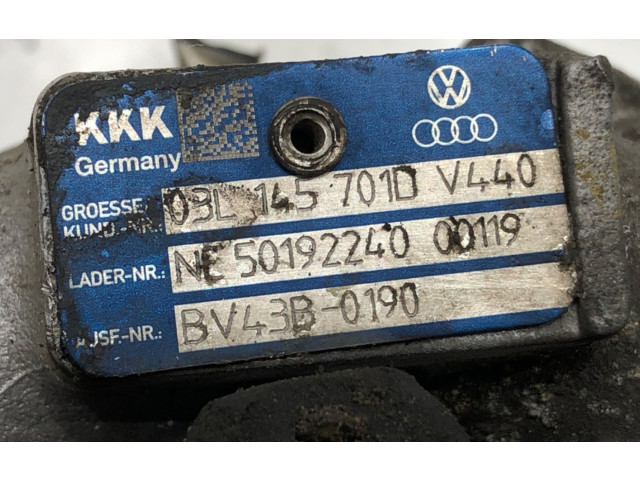 KKK
Germany
GROESSE
KUND-NR.: 03L 145 701D V440
LADER-NR.: NE 50192240 00119
AUSF.-NR.: BV43B-0190